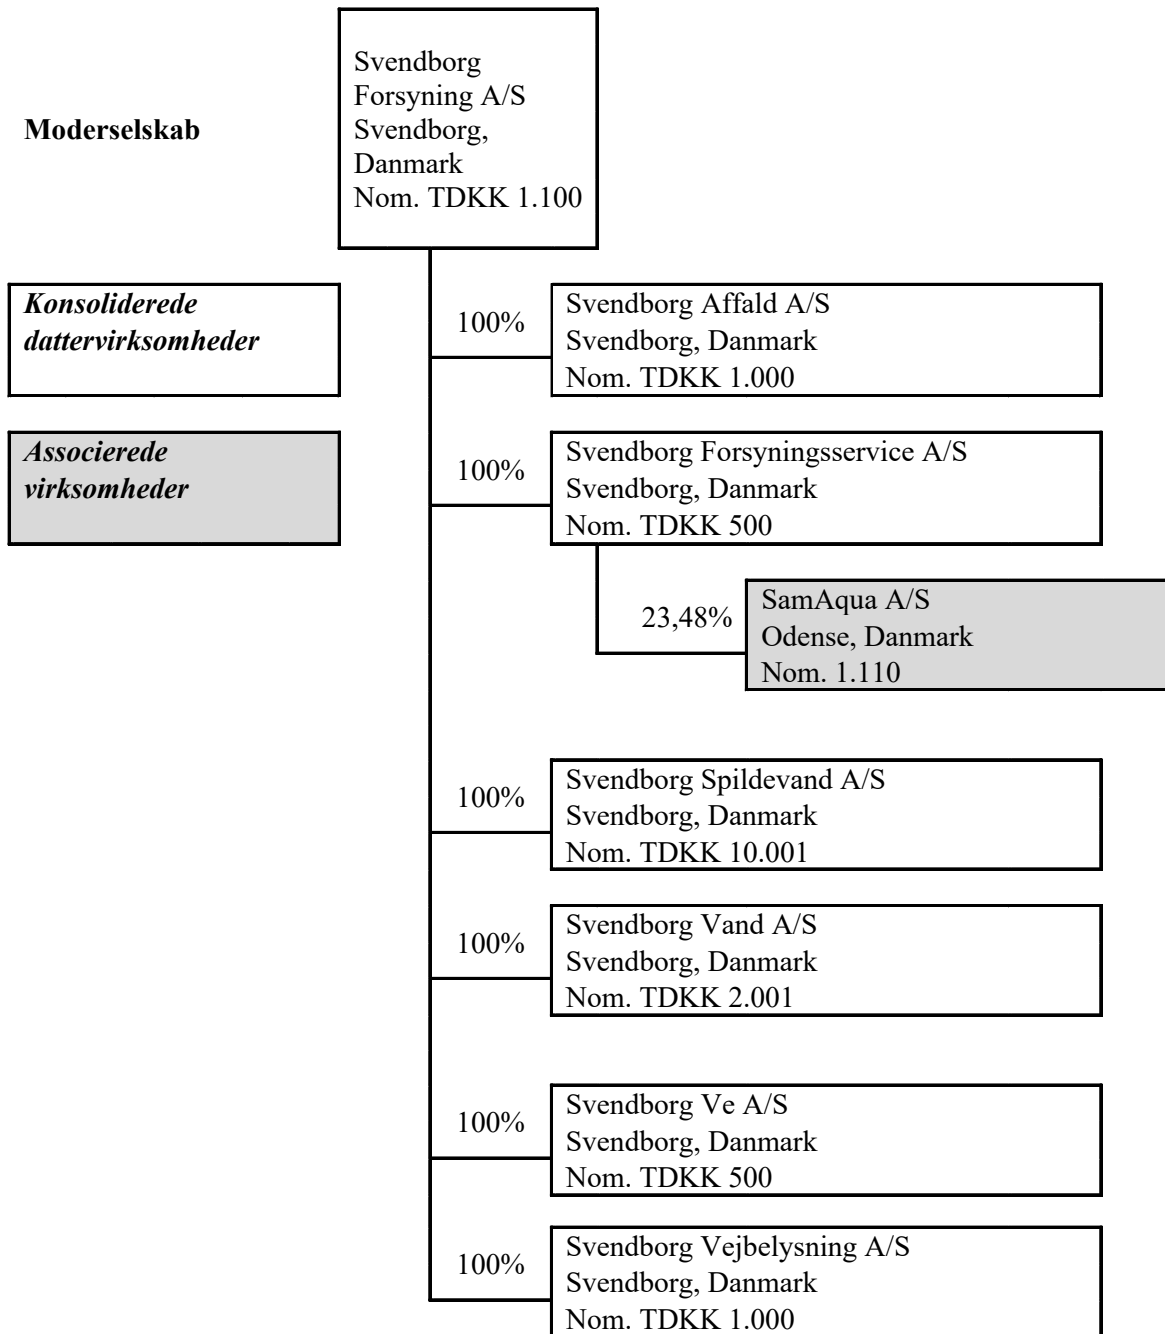 Moderselskab
Svendborg
Forsyning A/S
Svendborg,
Danmark
Nom. TDKK 1.100
Konsoliderede
dattervirksomheder
100%
Svendborg Affald A/S
Svendborg, Danmark
Nom. TDKK 1.000
Associerede
virksomheder
100%
Svendborg Forsyningsservice A/S
Svendborg, Danmark
Nom. TDKK 500
23,48%
SamAqua A/S
Odense, Danmark
Nom. 1.110
100%
Svendborg Spildevand A/S
Svendborg, Danmark
Nom. TDKK 10.001
100%
Svendborg Vand A/S
Svendborg, Danmark
Nom. TDKK 2.001
100%
Svendborg Ve A/S
Svendborg, Danmark
Nom. TDKK 500
100%
Svendborg Vejbelysning A/S
Svendborg, Danmark
Nom. TDKK 1.000